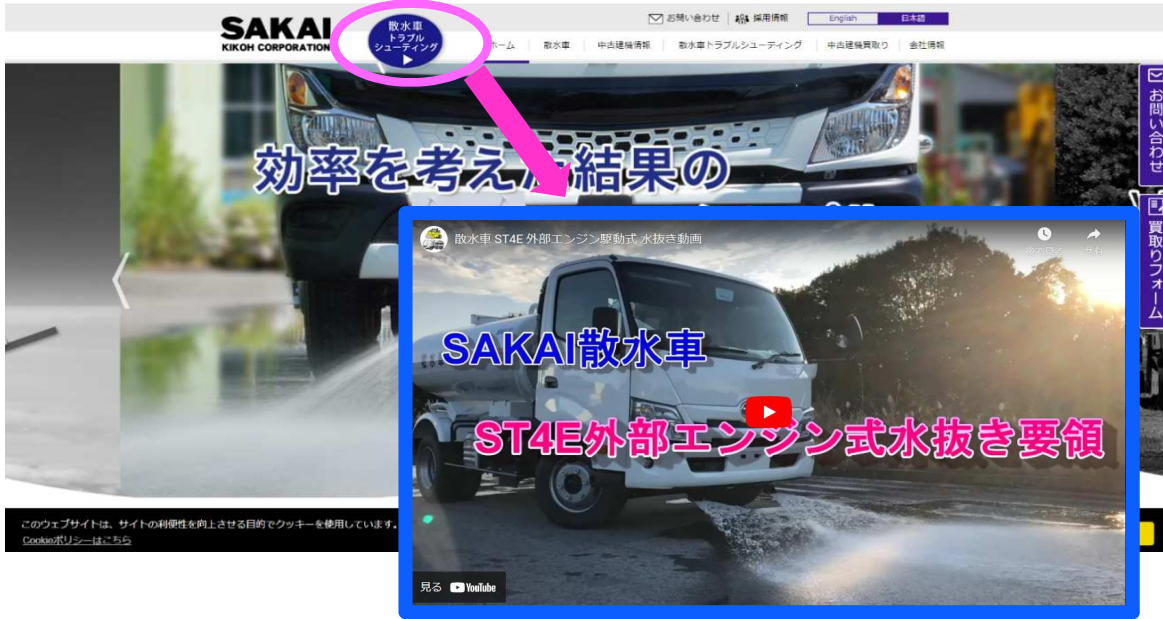 SAKAI
KIKOH CORPORATION
散水車
トラブル
シューティング
お問い合わせ
採用情報
English
日本語
ホーム
散水車
中古建機情報
散水車トラブルシューティング
中古建機買取り
会社情報
効率を考えた結果の
お問い合わせ
買取りフォーム
散水車 ST4E 外部エンジン駆動式 水抜き動画
後で見る
共有
SAKAI散水車
ST4E外部エンジン式水抜き要領
見る
YouTube
このウェブサイトは、サイトの利便性を向上させる目的でクッキーを使用しています。
Cookieポリシーはこちら